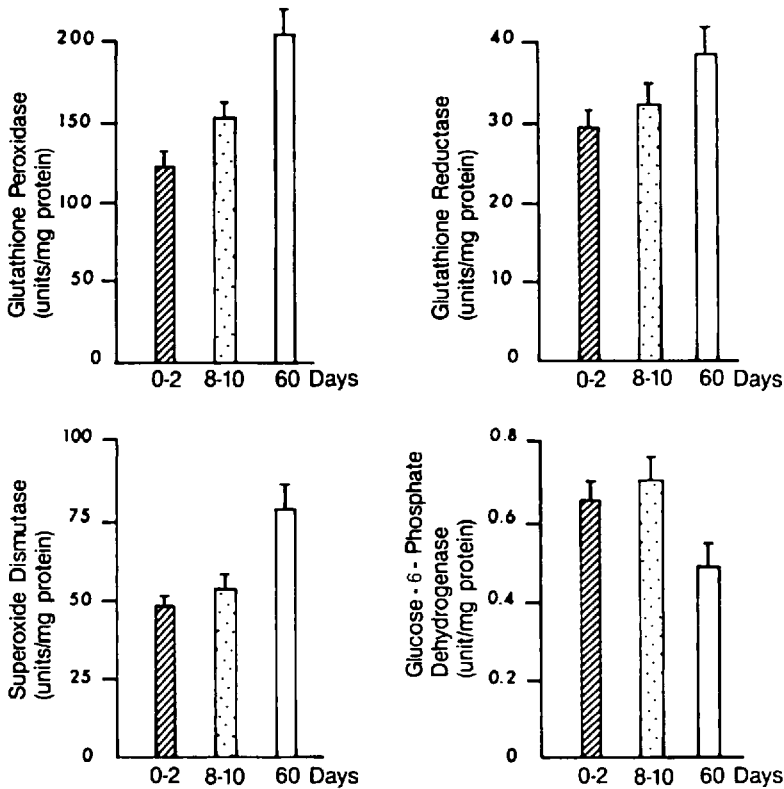 Glutathione Peroxidase
(units/mg protein)
200
150
100
50
0
0-2 8-10 60 Days
Glutathione Reductase
(units/mg protein)
40
30
20
10
0
0-2 8-10 60 Days
Superoxide Dismutase
(units/mg protein)
100
75
50
25
0
0-2 8-10 60 Days
Glucose - 6 - Phosphate
Dehydrogenase
(unit/mg protein)
0.8
0.6
0.4
0.2
0
0-2 8-10 60 Days